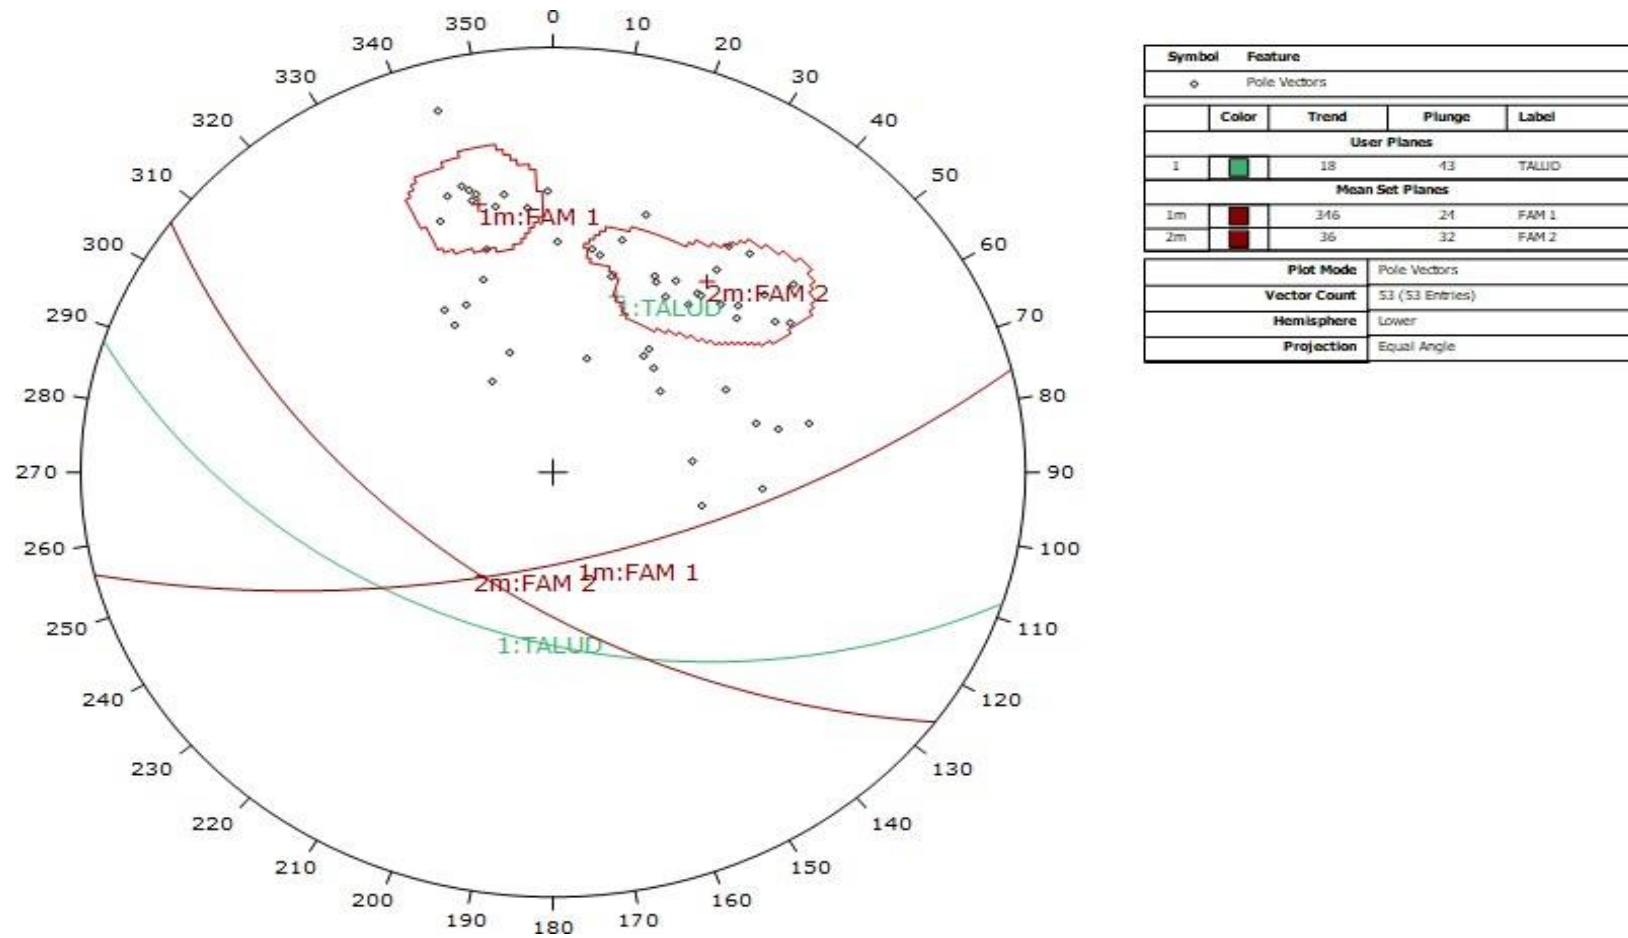 0
350 10
340 20
330 30
320 40
310 50
300 60
290 70
280 80
270 90
260 100
250 110
240 120
230 130
220 140
210 150
200 160
190 170
180
1m:FAM 1
2m:FAM 2
1:TALUD
1m:FAM 1
2m:FAM 2
1:TALUD
Symbol Feature
Pole Vectors
Color Trend Plunge Label
User Planes
1 18 43 TALUD
Mean Set Planes
1m 346 24 FAM 1
2m 36 32 FAM 2
Plot Mode Pole Vectors
Vector Count 53 (53 Entries)
Hemisphere Lower
Projection Equal Angle